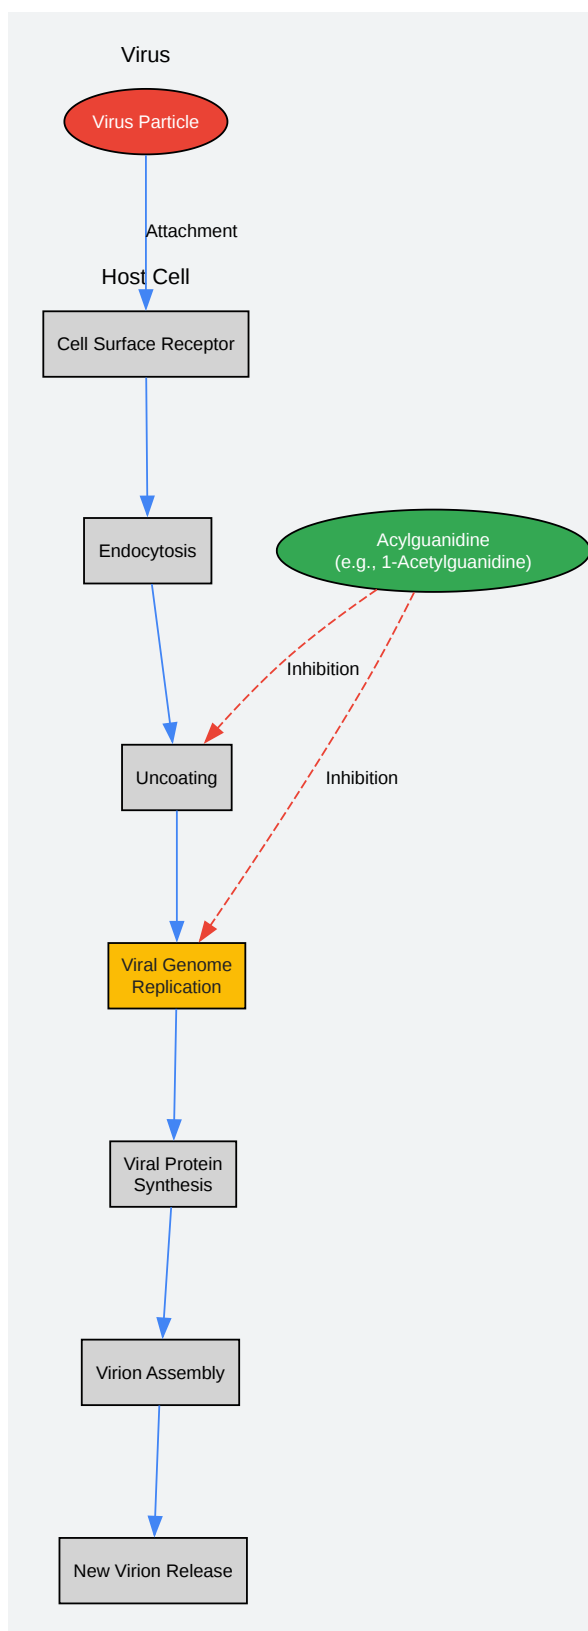 Virus
Virus Particle
Attachment
Host Cell
Cell Surface Receptor
Endocytosis
Acylguanidine
(e.g., 1-Acetylguanidine)
Inhibition
Uncoating
Inhibition
Viral Genome
Replication
Viral Protein
Synthesis
Virion Assembly
New Virion Release